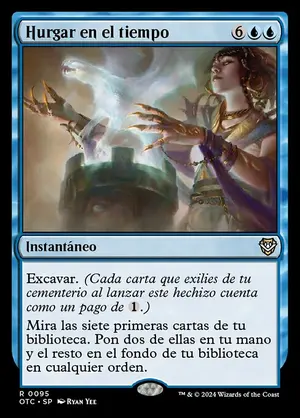 Hurgar en el tiempo 6
Instantáneo
Excavar. (Cada carta que exilies de tu
cementerio al lanzar este hechizo cuenta
como un pago de 1.)
Mira las siete primeras cartas de tu
biblioteca. Pon dos de ellas en tu mano
y el resto en el fondo de tu biblioteca
en cualquier orden.
R 0095
OTC • SP Ryan Yee
™ & © 2024 Wizards of the Coast